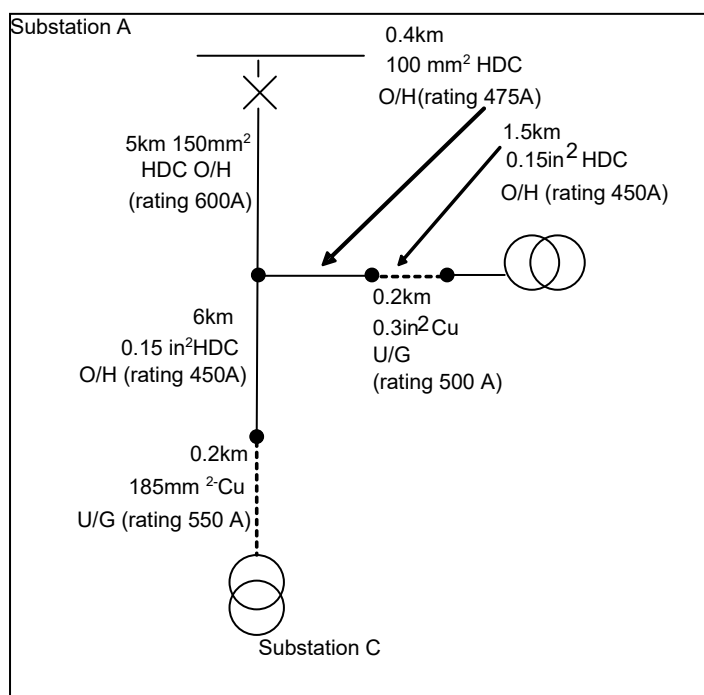 Substation A
0.4km
100 mm² HDC
O/H(rating 475A)
1.5km
0.15in² HDC
O/H (rating 450A)
5km 150mm²
HDC O/H
(rating 600A)
0.2km
0.3in² Cu
U/G
(rating 500 A)
6km
0.15 in²HDC
O/H (rating 450A)
0.2km
185mm ²-Cu
U/G (rating 550 A)
Substation C